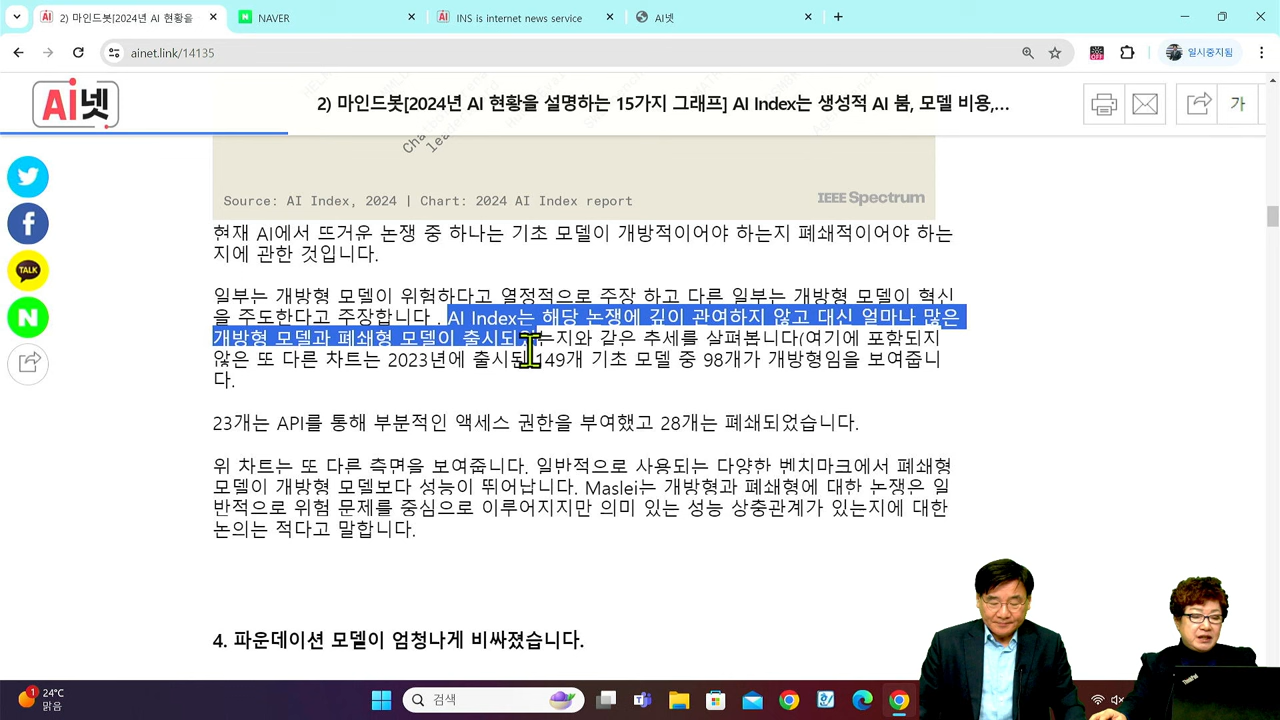 2) 마인드봇[2024년 AI 현황을
NAVER
INS is internet news service
AI넷
ainet.link/14135
OFF
일시중지됨
Ai넷
2) 마인드봇[2024년 AI 현황을 설명하는 15가지 그래프] AI Index는 생성적 AI 붐, 모델 비용,...
가
Source: AI Index, 2024 | Chart: 2024 AI Index report
IEEE Spectrum
현재 AI에서 뜨거운 논쟁 중 하나는 기초 모델이 개방적이어야 하는지 폐쇄적이어야 하는
지에 관한 것입니다.
일부는 개방형 모델이 위험하다고 열정적으로 주장 하고 다른 일부는 개방형 모델이 혁신
을 주도한다고 주장합니다 . AI Index는 해당 논쟁에 깊이 관여하지 않고 대신 얼마나 많은
개방형 모델과 폐쇄형 모델이 출시되는지와 같은 추세를 살펴봅니다(여기에 포함되지
않은 또 다른 차트는 2023년에 출시된 149개 기초 모델 중 98개가 개방형임을 보여줍니
다.
23개는 API를 통해 부분적인 액세스 권한을 부여했고 28개는 폐쇄되었습니다.
위 차트는 또 다른 측면을 보여줍니다. 일반적으로 사용되는 다양한 벤치마크에서 폐쇄형
모델이 개방형 모델보다 성능이 뛰어납니다. Maslei는 개방형과 폐쇄형에 대한 논쟁은 일
반적으로 위험 문제를 중심으로 이루어지지만 의미 있는 성능 상충관계가 있는지에 대한
논의는 적다고 말합니다.
4. 파운데이션 모델이 엄청나게 비싸졌습니다.
TALK
N
1
24°C
맑음
검색
ThinkPad